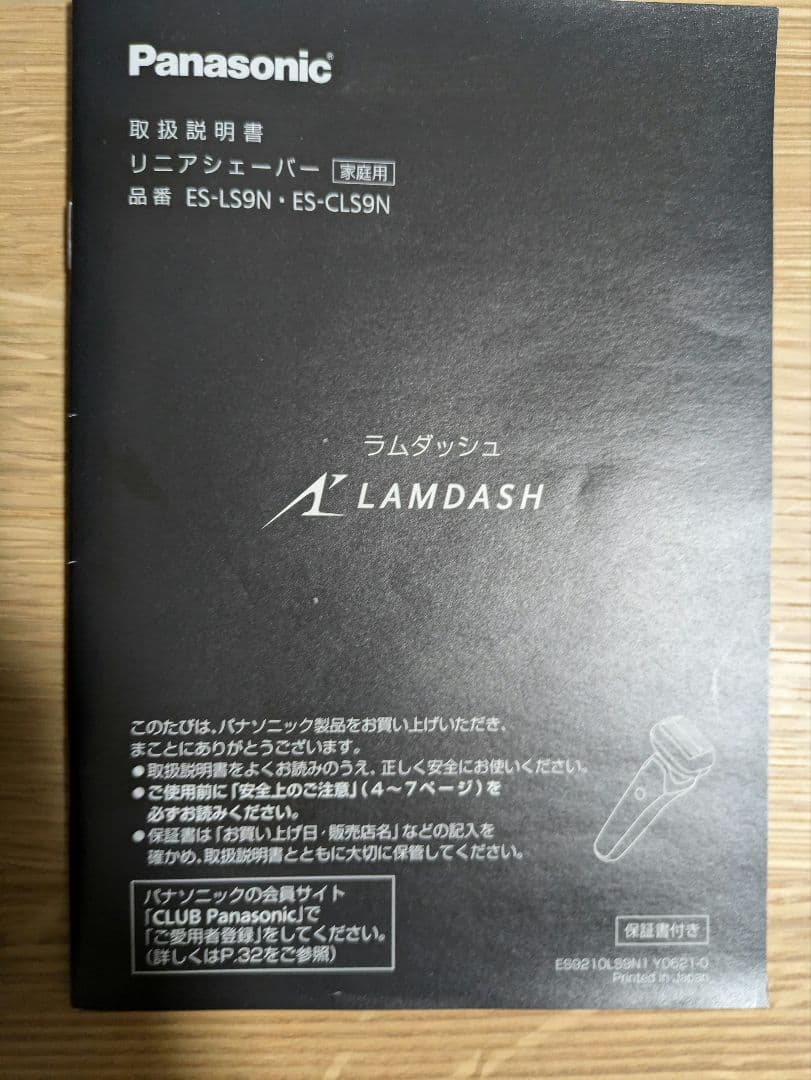 Panasonic®
取扱説明書
リニアシェーバー 家庭用
品番 ES-LS9N・ES-CLS9N
ラムダッシュ
LAMDASH
このたびは、パナソニック製品をお買い上げいただき、
まことにありがとうございます。
●取扱説明書をよくお読みのうえ、正しく安全にお使いください。
●ご使用前に「安全上のご注意」(4～7ページ)を
必ずお読みください。
●保証書は「お買い上げ日・販売店名」などの記入を
確かめ、取扱説明書とともに大切に保管してください。
パナソニックの会員サイト
「CLUB Panasonic」で
「ご愛用者登録」をしてください。
(詳しくはP.32をご参照)
保証書付き
ES9210LS9N1 Y0621-0
Printed in Japan